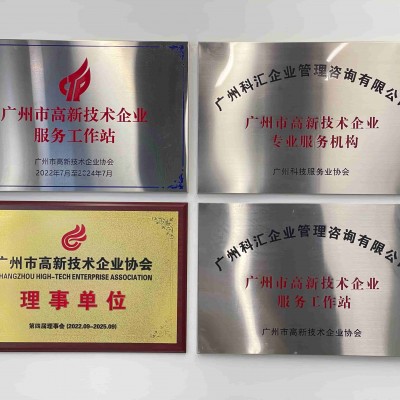 广州市高新技术企业
服务工作站
广州市高新技术企业协会
2022年7月至2024年7月
广州科汇企业管理咨询有限公
广州市高新技术企业
专业服务机构
广州科技服务业协会
广州市高新技术企业协会
HANGZHOU HIGH-TECH ENTERPRISE ASSOCIATION
理事单位
第四届理事会 (2022.09-2025.09)
广州科汇企业管理咨询有限公
广州市高新技术企业
服务工作站
广州市高新技术企业协会